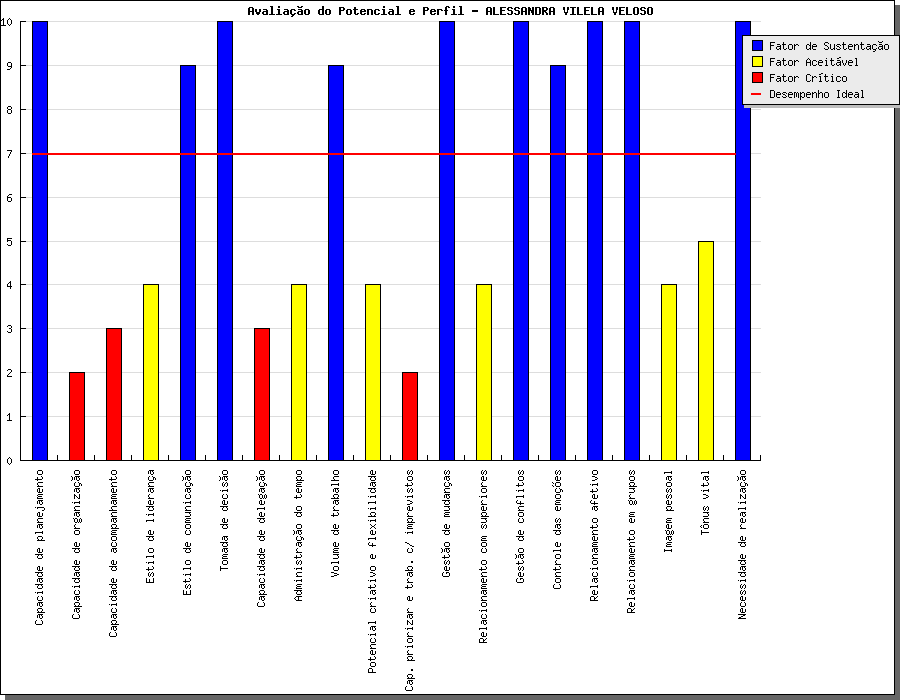 Avaliação do Potencial e Perfil - ALESSANDRA VILELA VELOSO
10
9
8
7
6
5
4
3
2
1
0
Fator de Sustentação
Fator Aceitável
Fator Crítico
Desempenho Ideal
Capacidade de planejamento
Capacidade de organização
Capacidade de acompanhamento
Estilo de liderança
Estilo de comunicação
Tomada de decisão
Capacidade de delegação
Administração do tempo
Volume de trabalho
Potencial criativo e flexibilidade
Cap. priorizar e trab. c/ imprevistos
Gestão de mudanças
Relacionamento com superiores
Gestão de conflitos
Controle das emoções
Relacionamento afetivo
Relacionamento em grupos
Imagem pessoal
Tônus vital
Necessidade de realização